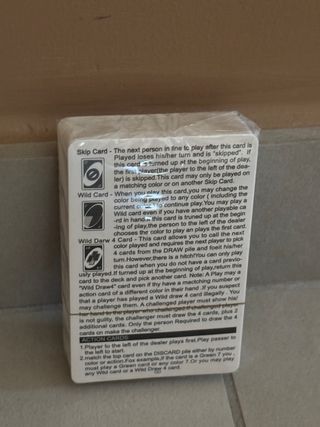 Skip Card - The next person in line to play after this card is
Played loses his/her turn and is "skipped". If
this card is turned up at the beginning of play,
the first player(the player to the left of the dea-
ler) is skipped.This card may only be played on
a matching color or on another Skip Card.
Wild Card - When you play this card,you may change the
color being played to any color ( including the
current color to continue play.You may play a
Wild card even if you have another playable ca
-rd in hand this card is truned up at the begin
-ing of play,the person to the left of the dealer
chooses the color to play an plays the first card.
Wild Darw 4 Card - This card allows you to call the next
color played and requires the next player to pick
4 cards from the DRAW pile and foeit his/her
turn.However,there is a hitch!You can only play
this card when you do not have a card previo-
usly played.If turned up at the beginning of play,return this
card to the deck and pick another card. Note: A Play may a
"Wild Draw4" even if thy have a manctching number or
action card of a different color in their hand .If you suspect
that a player has played a Wild draw 4 card illegally . You
that a challenge them. A challenged player must show his/
her hand to the player who challenged if challenged
is not guilty, the challenger must draw the 4 cards, plus 2
additional cards. Only the person Required to draw the 4
cards on make the challenger.
ACTION CARDS
1.Player to the left of the dealer plays first.Play passer to
the left to start.
2.match the top card on the DISCARD pile either by number
or action.Fox example,if the card is a Green 7 you ,
must play a Green card or any color 7.Or you may play
any Wild card or a Wild Draw 4 card.